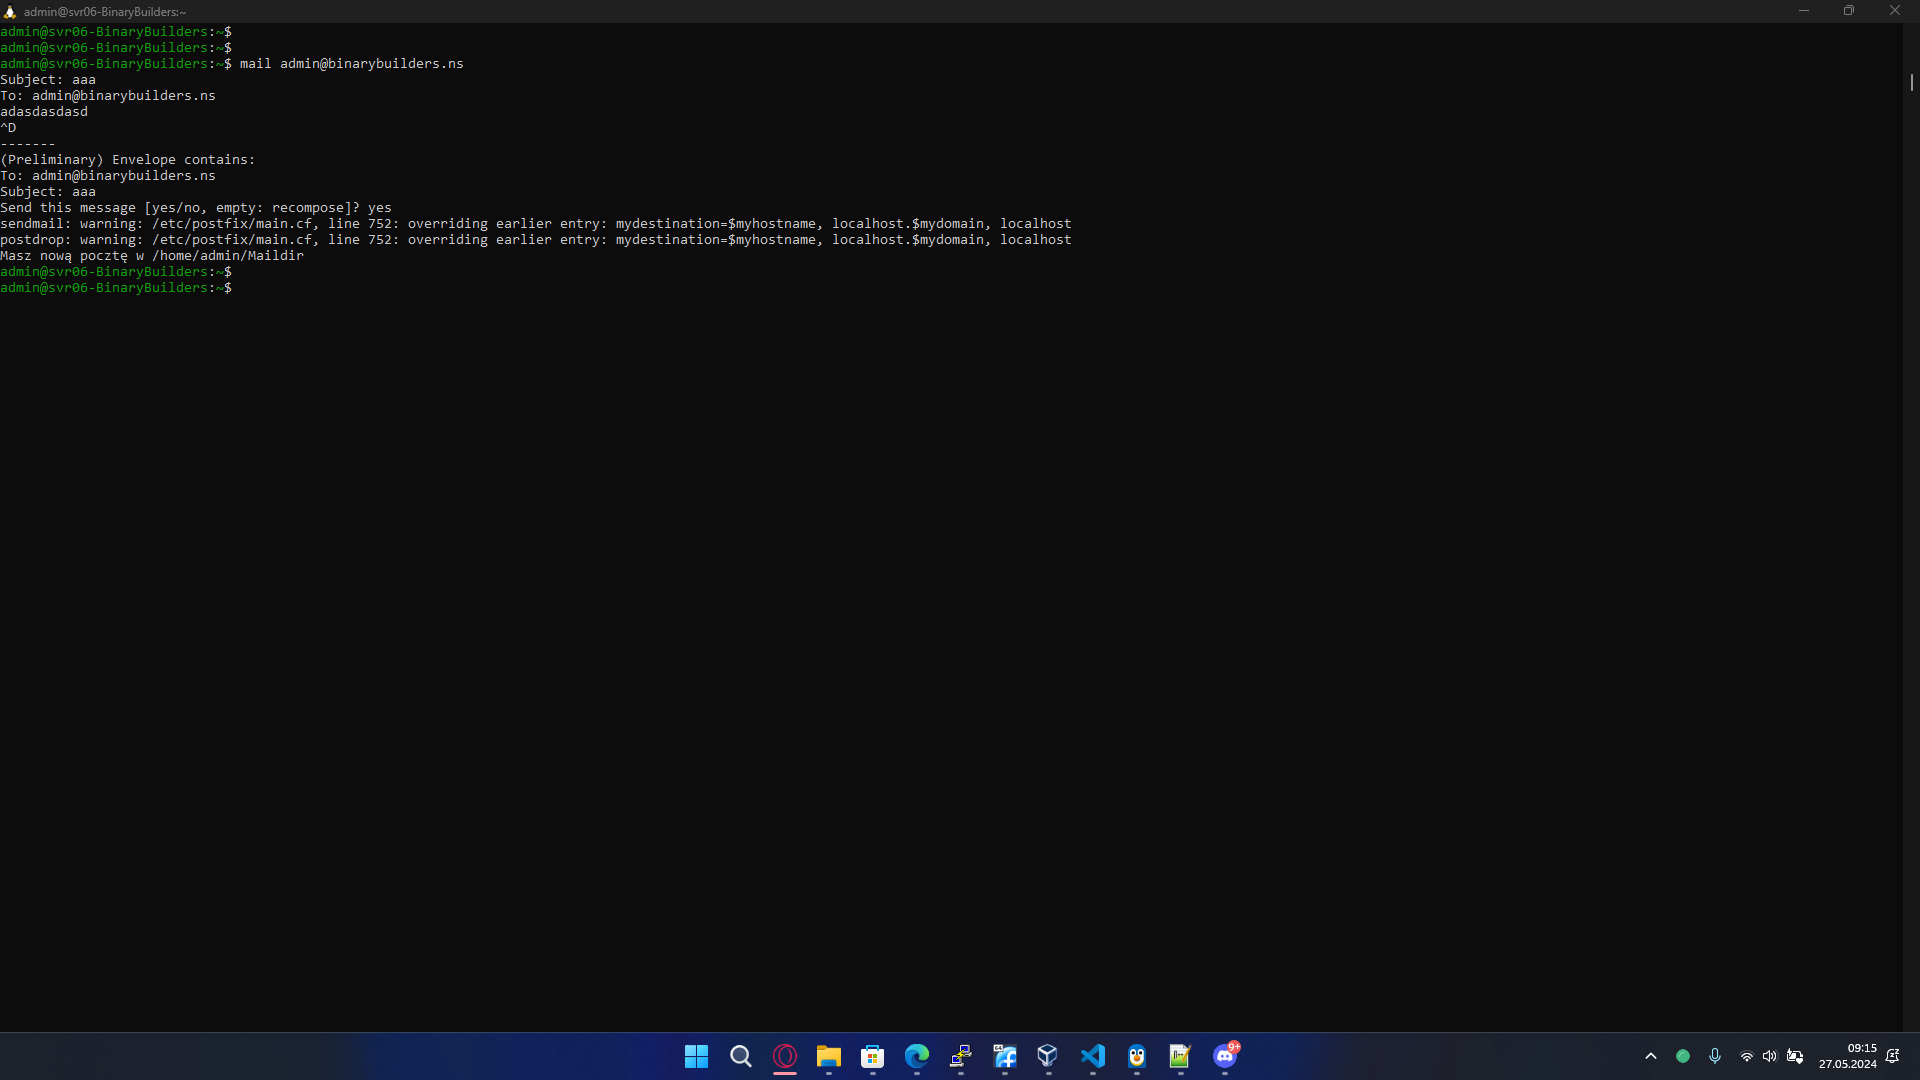 admin@svr06-BinaryBuilders:~
admin@svr06-BinaryBuilders:~$
admin@svr06-BinaryBuilders:~$
admin@svr06-BinaryBuilders:~$ mail admin@binarybuilders.ns
Subject: aaa
To: admin@binarybuilders.ns
adasdasdasd
^D
-------
(Preliminary) Envelope contains:
To: admin@binarybuilders.ns
Subject: aaa
Send this message [yes/no, empty: recompose]? yes
sendmail: warning: /etc/postfix/main.cf, line 752: overriding earlier entry: mydestination=$myhostname, localhost.$mydomain, localhost
postdrop: warning: /etc/postfix/main.cf, line 752: overriding earlier entry: mydestination=$myhostname, localhost.$mydomain, localhost
Masz nową pocztę w /home/admin/Maildir
admin@svr06-BinaryBuilders:~$
admin@svr06-BinaryBuilders:~$
9+
64
09:15
27.05.2024